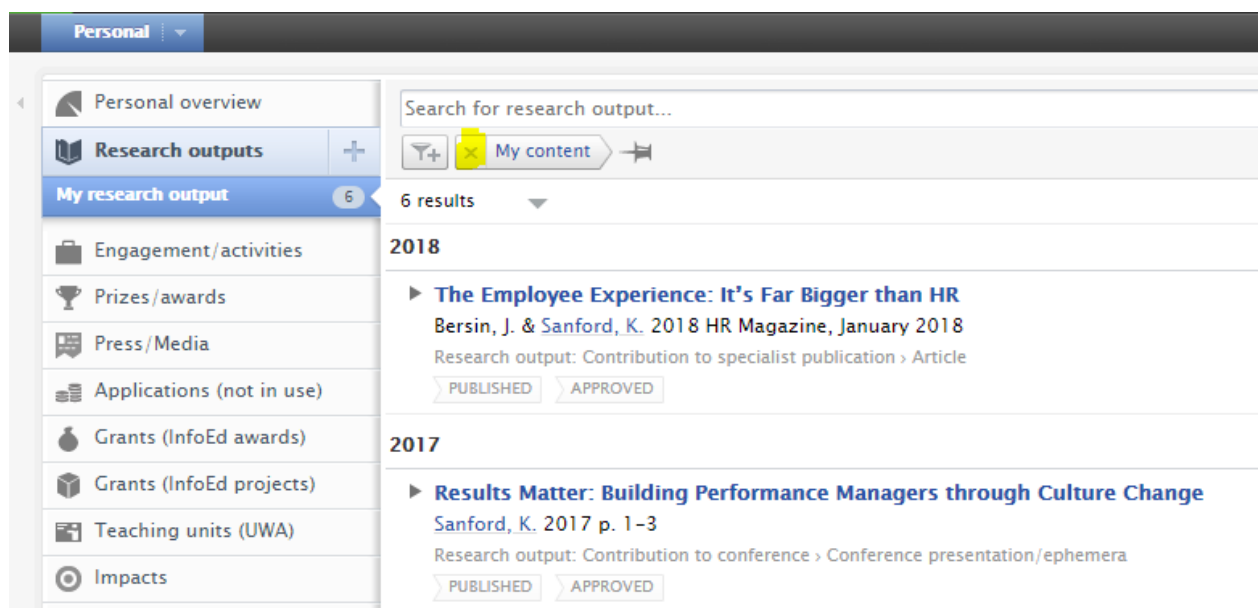 Personal
Personal overview
Research outputs
My research output
6
Engagement/activities
Prizes/awards
Press/Media
Applications (not in use)
Grants (InfoEd awards)
Grants (InfoEd projects)
Teaching units (UWA)
Impacts
Search for research output...
My content
6 results
2018
The Employee Experience: It's Far Bigger than HR
Bersin, J. & Sanford, K. 2018 HR Magazine, January 2018
Research output: Contribution to specialist publication › Article
PUBLISHED APPROVED
2017
Results Matter: Building Performance Managers through Culture Change
Sanford, K. 2017 p. 1–3
Research output: Contribution to conference › Conference presentation/ephemera
PUBLISHED APPROVED